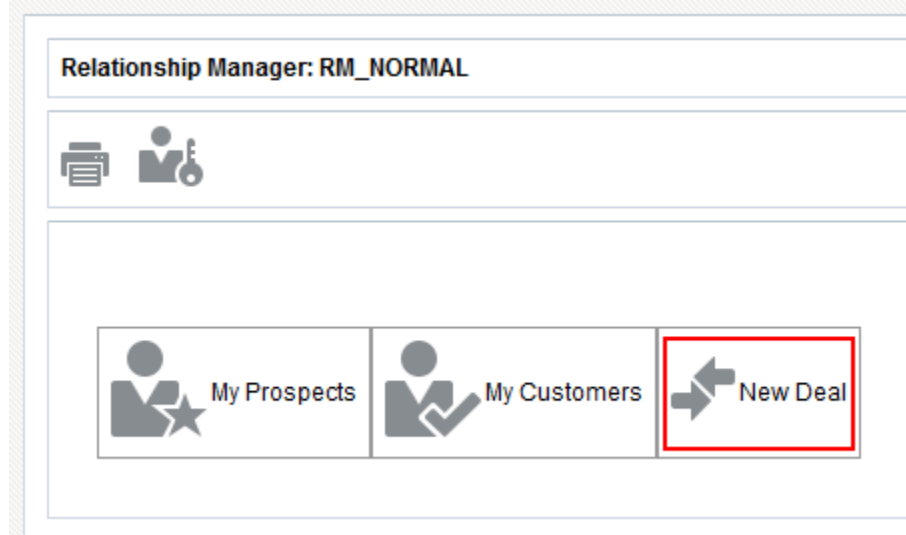 Relationship Manager: RM_NORMAL
My Prospects
My Customers
New Deal